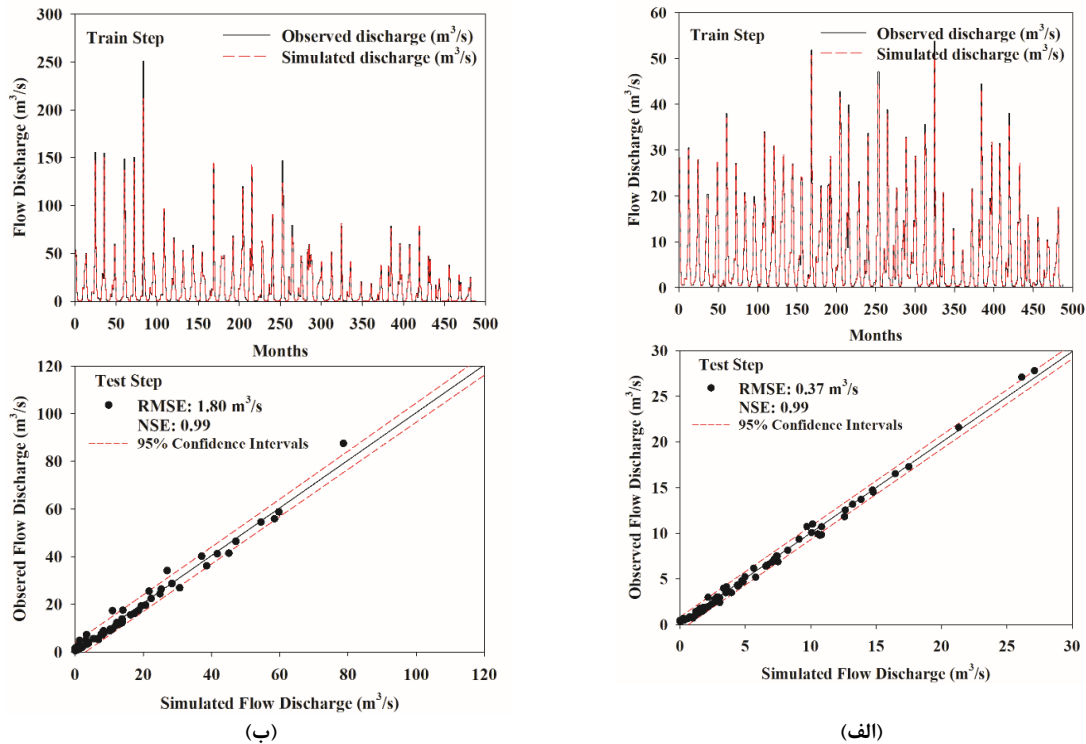 300
250
200
150
100
50
0
Flow Discharge (m³/s)
Train Step
Observed discharge (m³/s)
Simulated discharge (m³/s)
0 50 100 150 200 250 300 350 400 450 500
Months
60
50
40
30
20
10
0
Flow Discharge (m³/s)
Train Step
Observed discharge (m³/s)
Simulated discharge (m³/s)
0 50 100 150 200 250 300 350 400 450 500
Months
120
100
80
60
40
20
0
Obsered Flow Discharge (m³/s)
Test Step
RMSE: 1.80 m³/s
NSE: 0.99
95% Confidence Intervals
0 20 40 60 80 100 120
Simulated Flow Discharge (m³/s)
(ب)
30
25
20
15
10
5
0
Observed Flow Discharge (m³/s)
Test Step
RMSE: 0.37 m³/s
NSE: 0.99
95% Confidence Intervals
0 5 10 15 20 25 30
Simulated Flow Discharge (m³/s)
(الف)